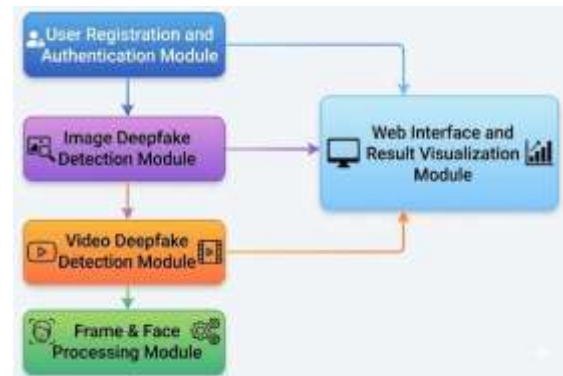 User Registration and
Authentication Module
Image Deepfake
Detection Module
Web Interface and
Result Visualization
Module
Video Deepfake
Detection Module
Frame & Face
Processing Module